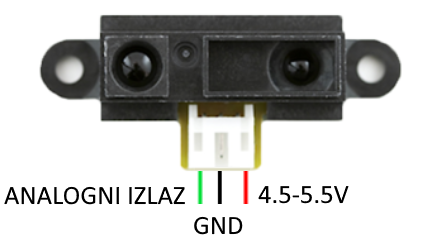 ANALOGNI IZLAZ 4.5-5.5V
GND